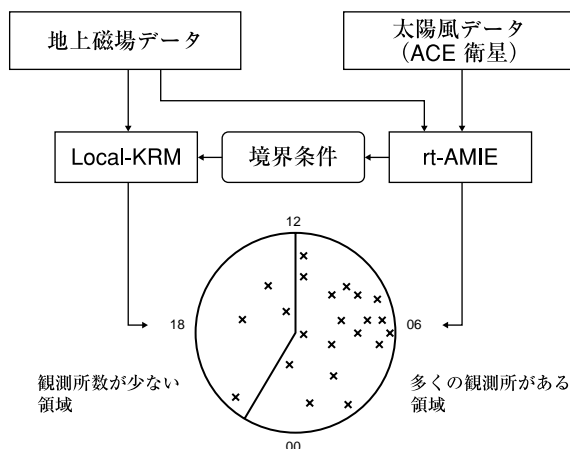 地上磁場データ
太陽風データ
（ACE 衛星）
Local-KRM
境界条件
rt-AMIE
12
18
06
観測所数が少ない
領域
多くの観測所がある
領域
00